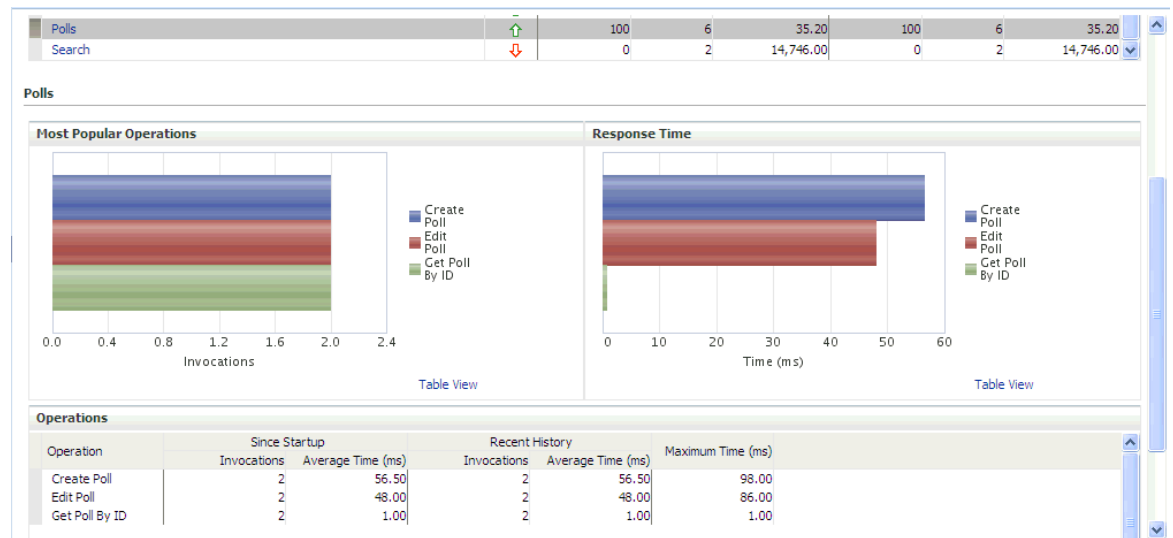 Polls 100 6 35.20 100 6 35.20
Search 0 2 14,746.00 0 2 14,746.00
Polls
Most Popular Operations
Create
Poll
Edit
Poll
Get Poll
By ID
0.0 0.4 0.8 1.2 1.6 2.0 2.4
Invocations
Table View
Response Time
Create
Poll
Edit
Poll
Get Poll
By ID
0 10 20 30 40 50 60
Time (ms)
Table View
Operations
Operation Since Startup Recent History Maximum Time (ms)
Invocations Average Time (ms) Invocations Average Time (ms)
Create Poll 2 56.50 2 56.50 98.00
Edit Poll 2 48.00 2 48.00 86.00
Get Poll By ID 2 1.00 2 1.00 1.00